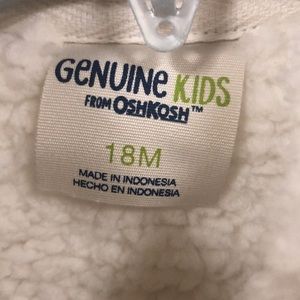 GENUINE KIDS
FROM OSHKOSH™
18M
MADE IN INDONESIA
HECHO EN INDONESIA